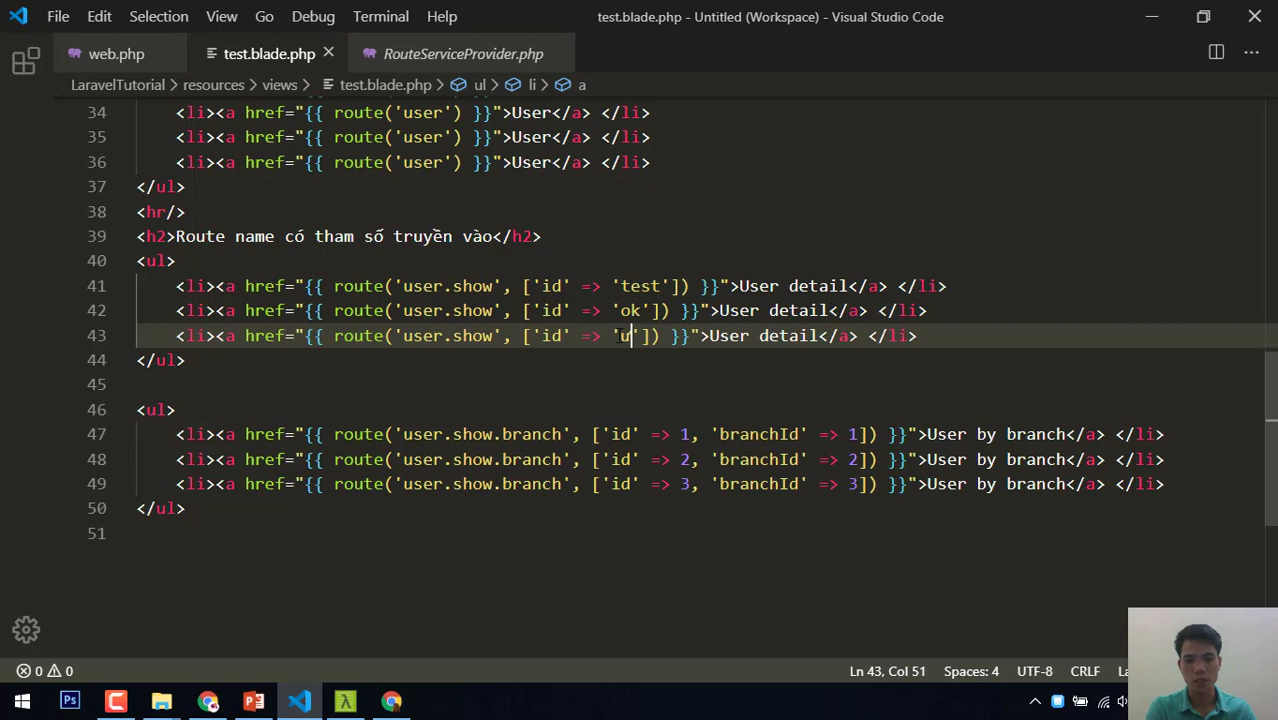 File Edit Selection View Go Debug Terminal Help test.blade.php - Untitled (Workspace) - Visual Studio Code
web.php test.blade.php RouteServiceProvider.php
LaravelTutorial > resources > views > test.blade.php > ul > li > a
34 <li><a href="{{ route('user') }}">User</a> </li>
35 <li><a href="{{ route('user') }}">User</a> </li>
36 <li><a href="{{ route('user') }}">User</a> </li>
37 </ul>
38 <hr/>
39 <h2>Route name có tham số truyền vào</h2>
40 <ul>
41 <li><a href="{{ route('user.show', ['id' => 'test']) }}">User detail</a> </li>
42 <li><a href="{{ route('user.show', ['id' => 'ok']) }}">User detail</a> </li>
43 <li><a href="{{ route('user.show', ['id' => 'u']) }}">User detail</a> </li>
44 </ul>
45
46 <ul>
47 <li><a href="{{ route('user.show.branch', ['id' => 1, 'branchId' => 1]) }}">User by branch</a> </li>
48 <li><a href="{{ route('user.show.branch', ['id' => 2, 'branchId' => 2]) }}">User by branch</a> </li>
49 <li><a href="{{ route('user.show.branch', ['id' => 3, 'branchId' => 3]) }}">User by branch</a> </li>
50 </ul>
51
0 0 Ln 43, Col 51 Spaces: 4 UTF-8 CRLF
Ps